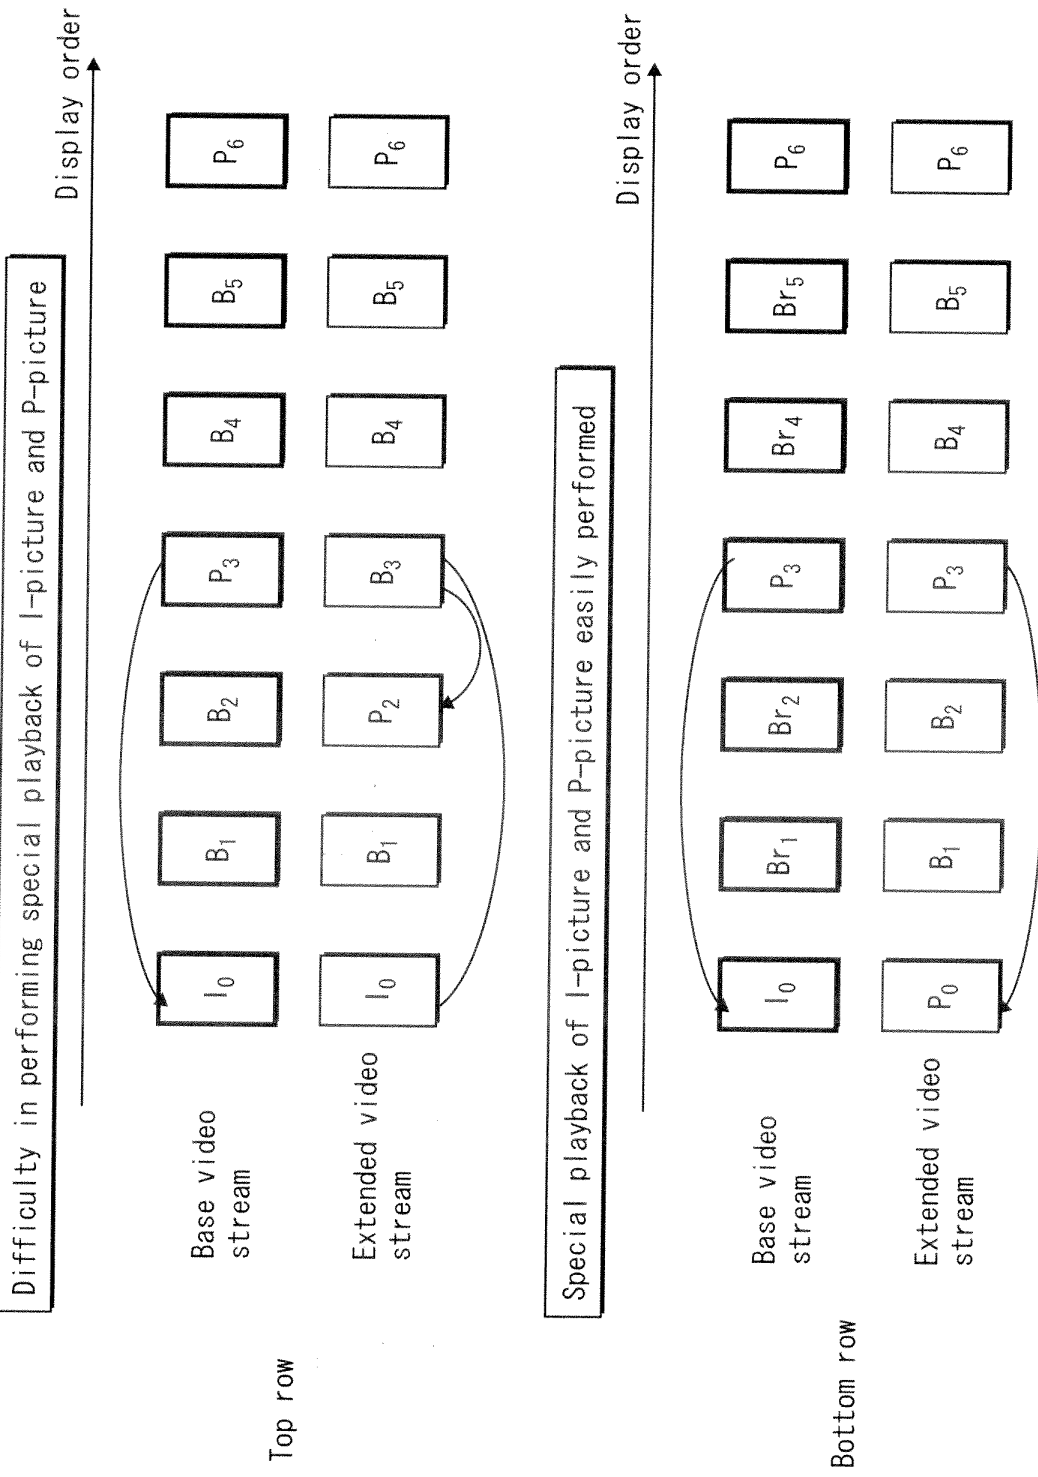 Top row
Difficulty in performing special playback of I-picture and P-picture
Display order
Base video
stream
I0 B1 B2 P3 B4 B5 P6
Extended video
stream
I0 B1 P2 B3 B4 B5 P6
Bottom row
Special playback of I-picture and P-picture easily performed
Display order
Base video
stream
I0 Br1 Br2 P3 Br4 Br5 P6
Extended video
stream
P0 B1 B2 P3 B4 B5 P6